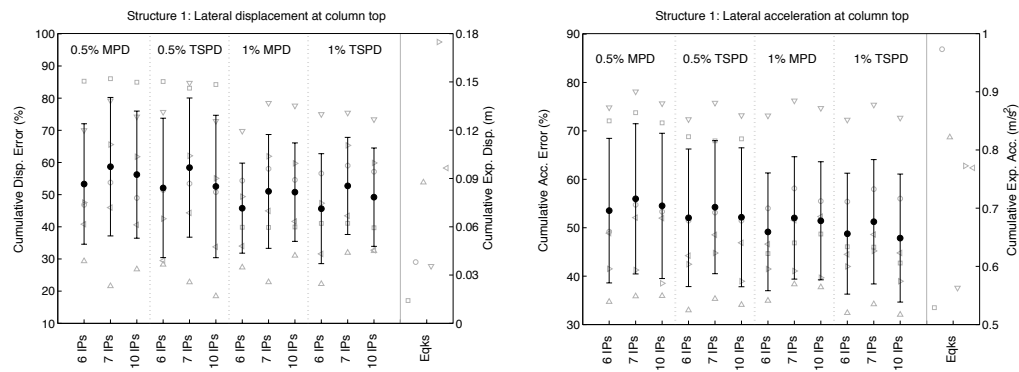 Structure 1: Lateral displacement at column top
100
90
80
70
60
50
40
30
20
10
Cumulative Disp. Error (%)
0.5% MPD
0.5% TSPD
1% MPD
1% TSPD
6 IPs
7 IPs
10 IPs
6 IPs
7 IPs
10 IPs
6 IPs
7 IPs
10 IPs
6 IPs
7 IPs
10 IPs
Eqks
0.18
0.15
0.12
0.09
0.06
0.03
0
Cumulative Exp. Disp. (m)
Structure 1: Lateral acceleration at column top
90
80
70
60
50
40
30
Cumulative Acc. Error (%)
0.5% MPD
0.5% TSPD
1% MPD
1% TSPD
6 IPs
7 IPs
10 IPs
6 IPs
7 IPs
10 IPs
6 IPs
7 IPs
10 IPs
6 IPs
7 IPs
10 IPs
Eqks
1
0.9
0.8
0.7
0.6
0.5
Cumulative Exp. Acc. (m/s²)